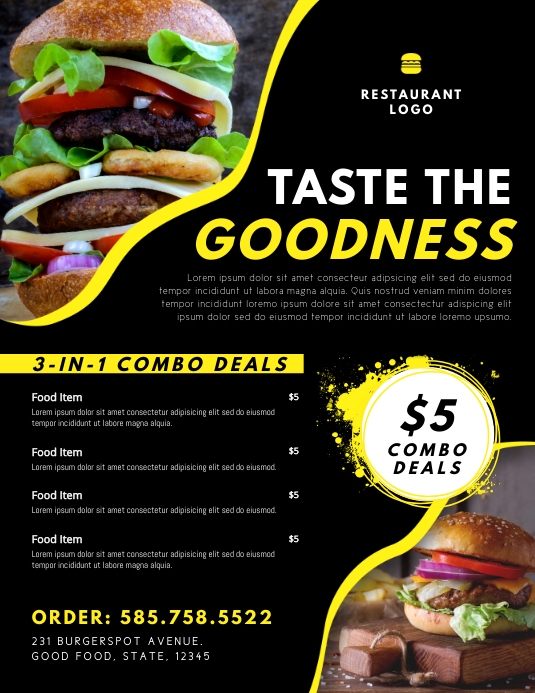 RESTAURANT
LOGO
TASTE THE
GOODNESS
Lorem ipsum dolor sit amet consecteur adipsicing elit sed do eiusmod
tempor incididunt ut labora magna alquia. Quis nostrud veniam minim dolores
tempor incididunt loremo ipsum dolor sit amet consectectur adispicing elit
ipsum dolor sed do eiusmod tempor incididunt ut labore loremo upsumo.
3-IN-1 COMBO DEALS
Food Item $5
Lorem ipsum dolor sit amet consectetur adipisicing elit sed do eiusmod
tempor incididunt ut labore magna alquia.
Food Item $5
Lorem ipsum dolor sit amet consectetur adipisicing elit sed do eiusmod.
Food Item $5
Lorem ipsum dolor sit amet consectetur adipisicing elit sed do eiusmod.
Food Item $5
Lorem ipsum dolor sit amet consectetur adipisicing elit sed do eiusmod
tempor incididunt ut labore magna alquia.
$5
COMBO
DEALS
ORDER: 585.758.5522
231 BURGERSPOT AVENUE.
GOOD FOOD, STATE, 12345